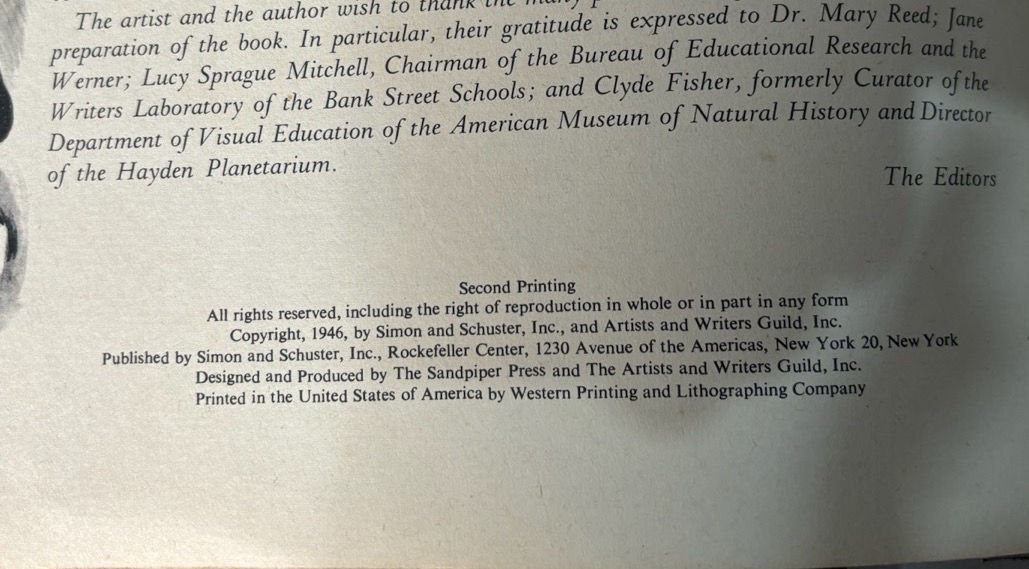 The artist and the author wish to thank the many
preparation of the book. In particular, their gratitude is expressed to Dr. Mary Reed; Jane
Werner; Lucy Sprague Mitchell, Chairman of the Bureau of Educational Research and the
Writers Laboratory of the Bank Street Schools; and Clyde Fisher, formerly Curator of the
Department of Visual Education of the American Museum of Natural History and Director
of the Hayden Planetarium.
The Editors
Second Printing
All rights reserved, including the right of reproduction in whole or in part in any form
Copyright, 1946, by Simon and Schuster, Inc., and Artists and Writers Guild, Inc.
Published by Simon and Schuster, Inc., Rockefeller Center, 1230 Avenue of the Americas, New York 20, New York
Designed and Produced by The Sandpiper Press and The Artists and Writers Guild, Inc.
Printed in the United States of America by Western Printing and Lithographing Company